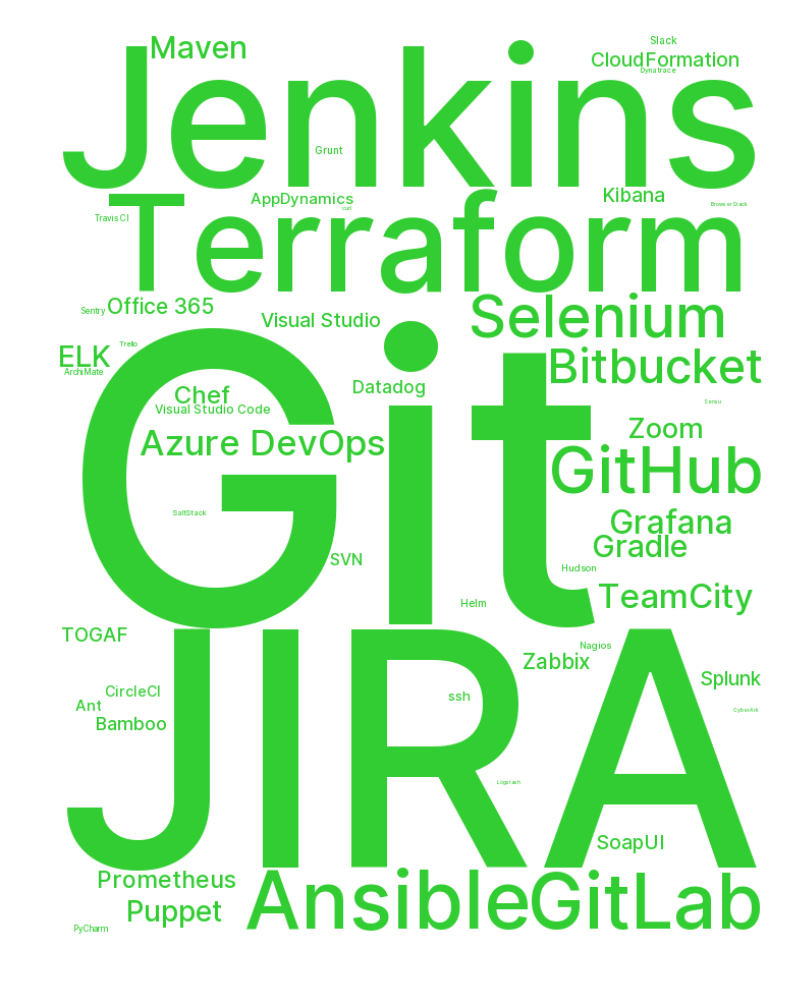 Maven
Slack
CloudFormation
Dynatrace
Jenkins
Grunt
AppDynamics
Kibana
curl
BrowserStack
Travis CI
Terraform
Sentry
Office 365
Visual Studio
Selenium
Trello
ELK
ArchiMate
Bitbucket
Datadog
Chef
Visual Studio Code
Sensu
Azure DevOps
Zoom
Git
GitHub
SaltStack
Grafana
Gradle
SVN
Hudson
Helm
TeamCity
TOGAF
Nagios
Zabbix
Splunk
CircleCI
ssh
Ant
CyberArk
Bamboo
JIRA
Logstash
SoapUI
Prometheus
Puppet
Ansible
GitLab
PyCharm